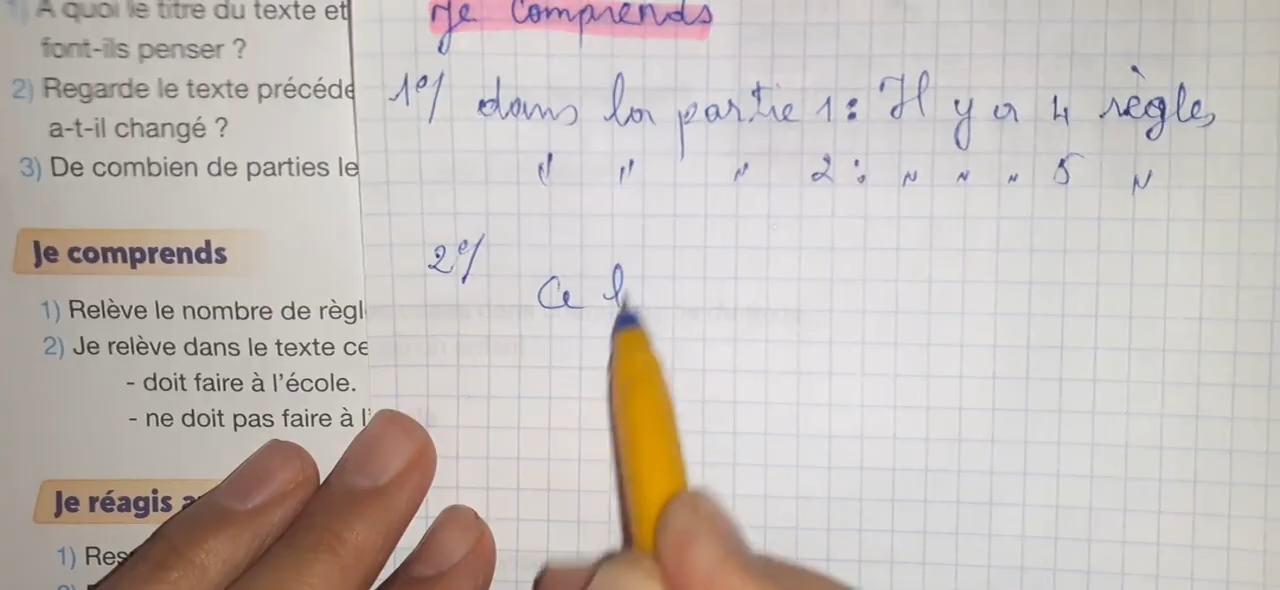 1) A quoi le titre du texte et
font-ils penser ?
2) Regarde le texte précéde
a-t-il changé ?
3) De combien de parties le
Je comprends
1) Relève le nombre de règl
2) Je relève dans le texte ce
- doit faire à l'école.
- ne doit pas faire à l'
Je réagis
1) Res
Je comprends
1°/ dans la partie 1 : Il y a 4 règles
" " " 2 : " " " 5 "
2°/
Ce